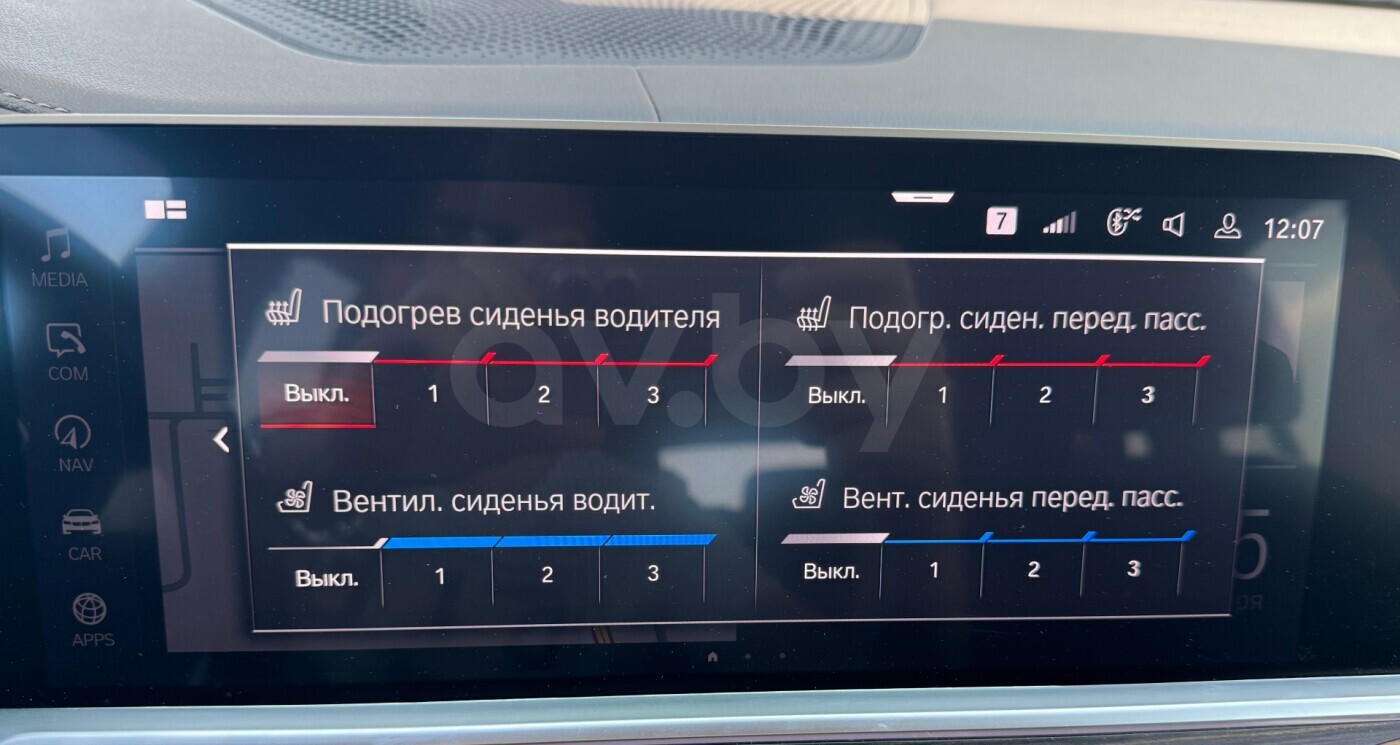 7
12:07
MEDIA
COM
NAV
CAR
APPS
Подогрев сиденья водителя
Выкл. 1 2 3
Подогр. сиден. перед. пасс.
Выкл. 1 2 3
Вентил. сиденья водит.
Выкл. 1 2 3
Вент. сиденья перед. пасс.
Выкл. 1 2 3
av.by